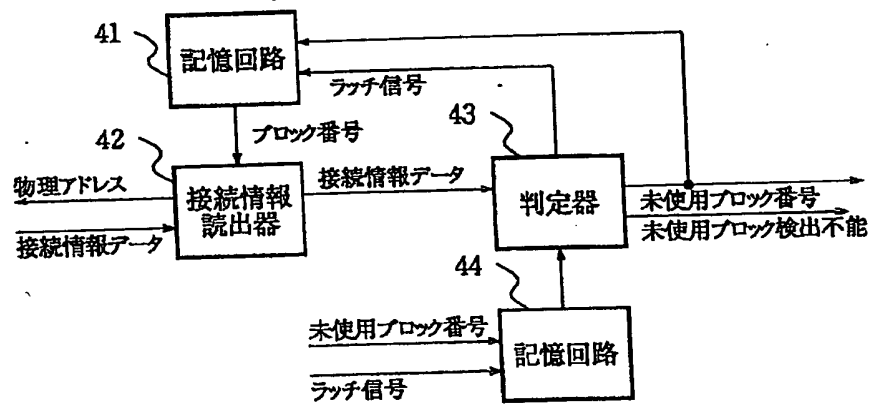 41
記憶回路
ラッチ信号
ブロック番号
43
42
物理アドレス
接続情報
読出器
接続情報データ
接続情報データ
判定器
未使用ブロック番号
未使用ブロック検出不能
44
未使用ブロック番号
ラッチ信号
記憶回路